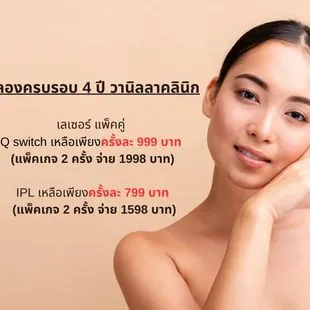 ลองครบรอบ 4 ปี วานิลลาคลินิก
เลเซอร์ แพ็คคู่
Q switch เหลือเพียงครั้งละ 999 บาท
(แพ็คเกจ 2 ครั้ง จ่าย 1998 บาท)
IPL เหลือเพียงครั้งละ 799 บาท
(แพ็คเกจ 2 ครั้ง จ่าย 1598 บาท)